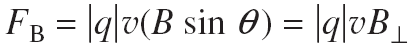 F_B = |q|v(B sin θ) = |q|vB_⊥